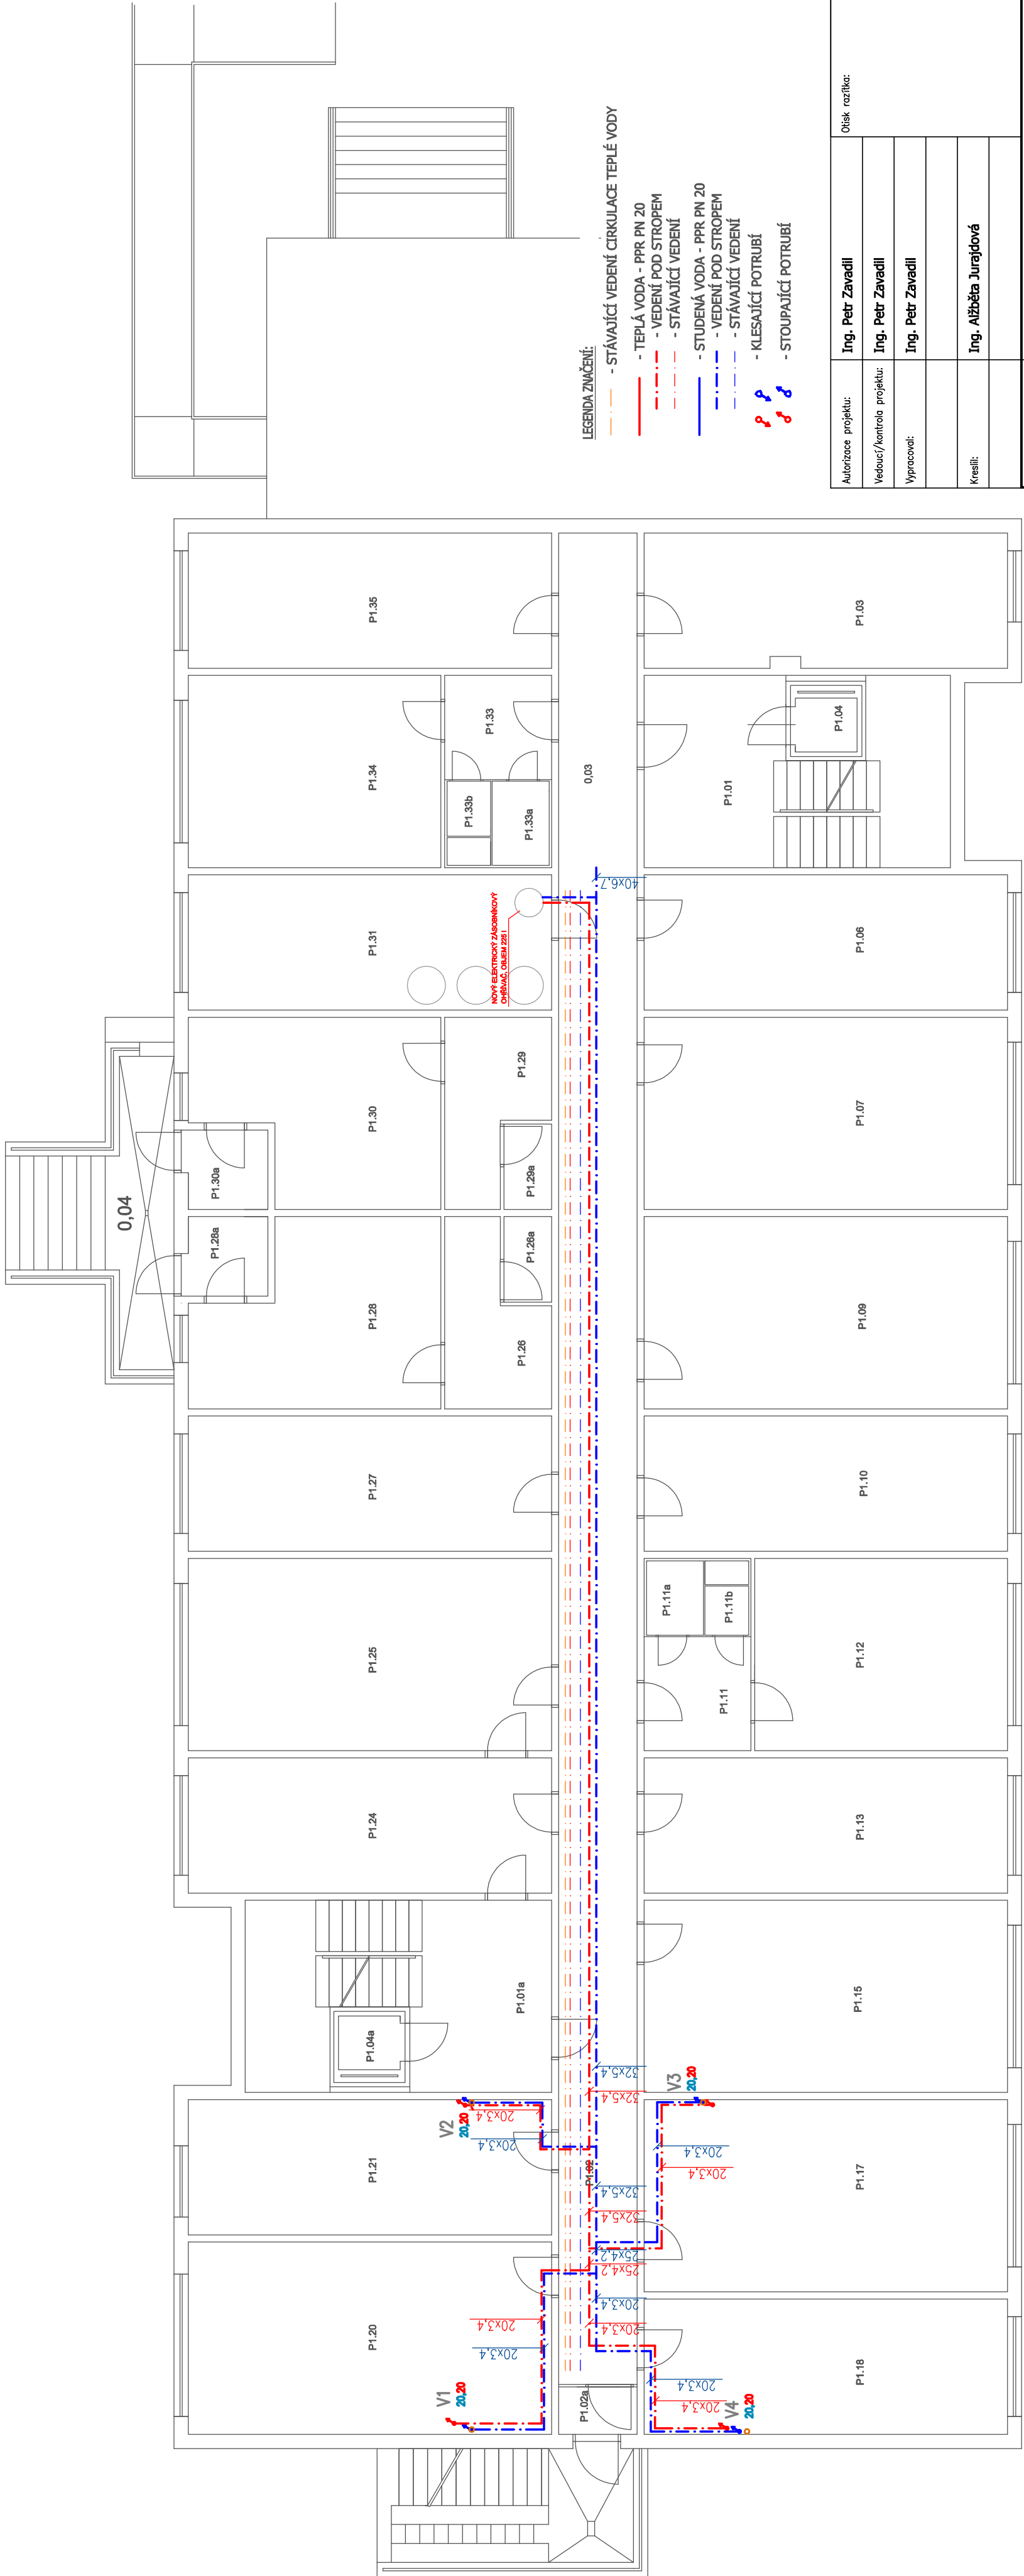 LEGENDA ZNAČENÍ:
- STÁVAJÍCÍ VEDENÍ CIRKULACE TEPLÉ VODY
- TEPLÁ VODA - PPR PN 20
- VEDENÍ POD STROPEM
- STÁVAJÍCÍ VEDENÍ
- STUDENÁ VODA - PPR PN 20
- VEDENÍ POD STROPEM
- STÁVAJÍCÍ VEDENÍ
- KLESAJÍCÍ POTRUBÍ
- STOUPAJÍCÍ POTRUBÍ
Autorizace projektu: Ing. Petr Zavadil
Vedoucí/kontrola projektu: Ing. Petr Zavadil
Vypracoval: Ing. Petr Zavadil
Kreslil: Ing. Alžběta Jurajdová
Otisk razítka:
P1.35
P1.03
P1.34
P1.33
P1.33b
P1.33a
0,03
P1.01
P1.04
P1.31
NOVÝ ELEKTRICKÝ ZÁSOBNÍKOVÝ
OHŘÍVAČ, OBJEM 225 l
40x6.7
P1.06
0,04
P1.30a
P1.30
P1.29
P1.29a
P1.07
P1.28a
P1.28
P1.26a
P1.26
P1.09
P1.27
P1.10
P1.25
P1.11a
P1.11b
P1.11
P1.12
P1.24
P1.13
P1.04a
P1.01a
P1.15
32x5.4
32x5.4
V2
20,20
20x3.4
20x3.4
V3
20,20
20x3.4
20x3.4
P1.21
P1.02
P1.17
32x5.4
32x5.4
25x4.2
25x4.2
20x3.4
20x3.4
P1.20
20x3.4
20x3.4
V1
20,20
P1.02a
P1.18
20x3.4
20x3.4
V4
20,20